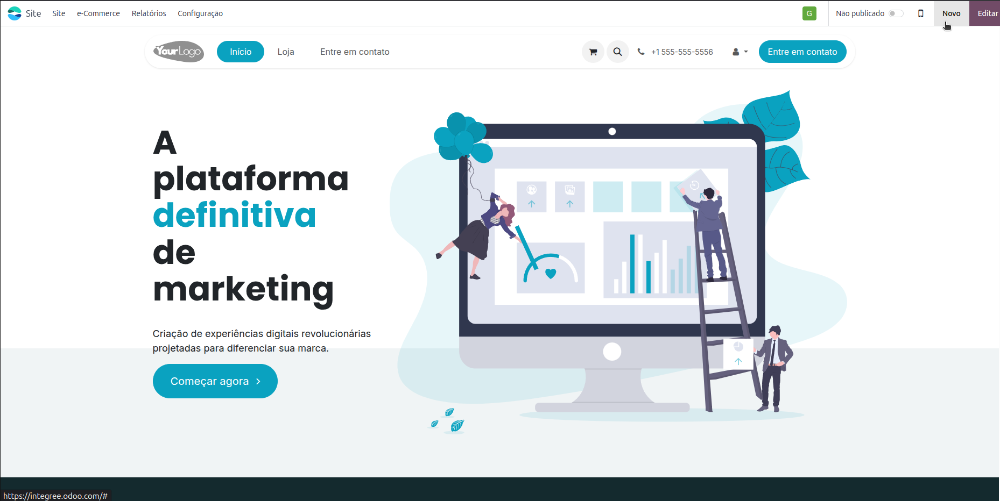 Site Site e-Commerce Relatórios Configuração G Não publicado Novo Editar
YourLogo Início Loja Entre em contato +1 555-555-5556 Entre em contato
A
plataforma
definitiva
de
marketing
Criação de experiências digitais revolucionárias
projetadas para diferenciar sua marca.
Começar agora
https://integree.odoo.com/#